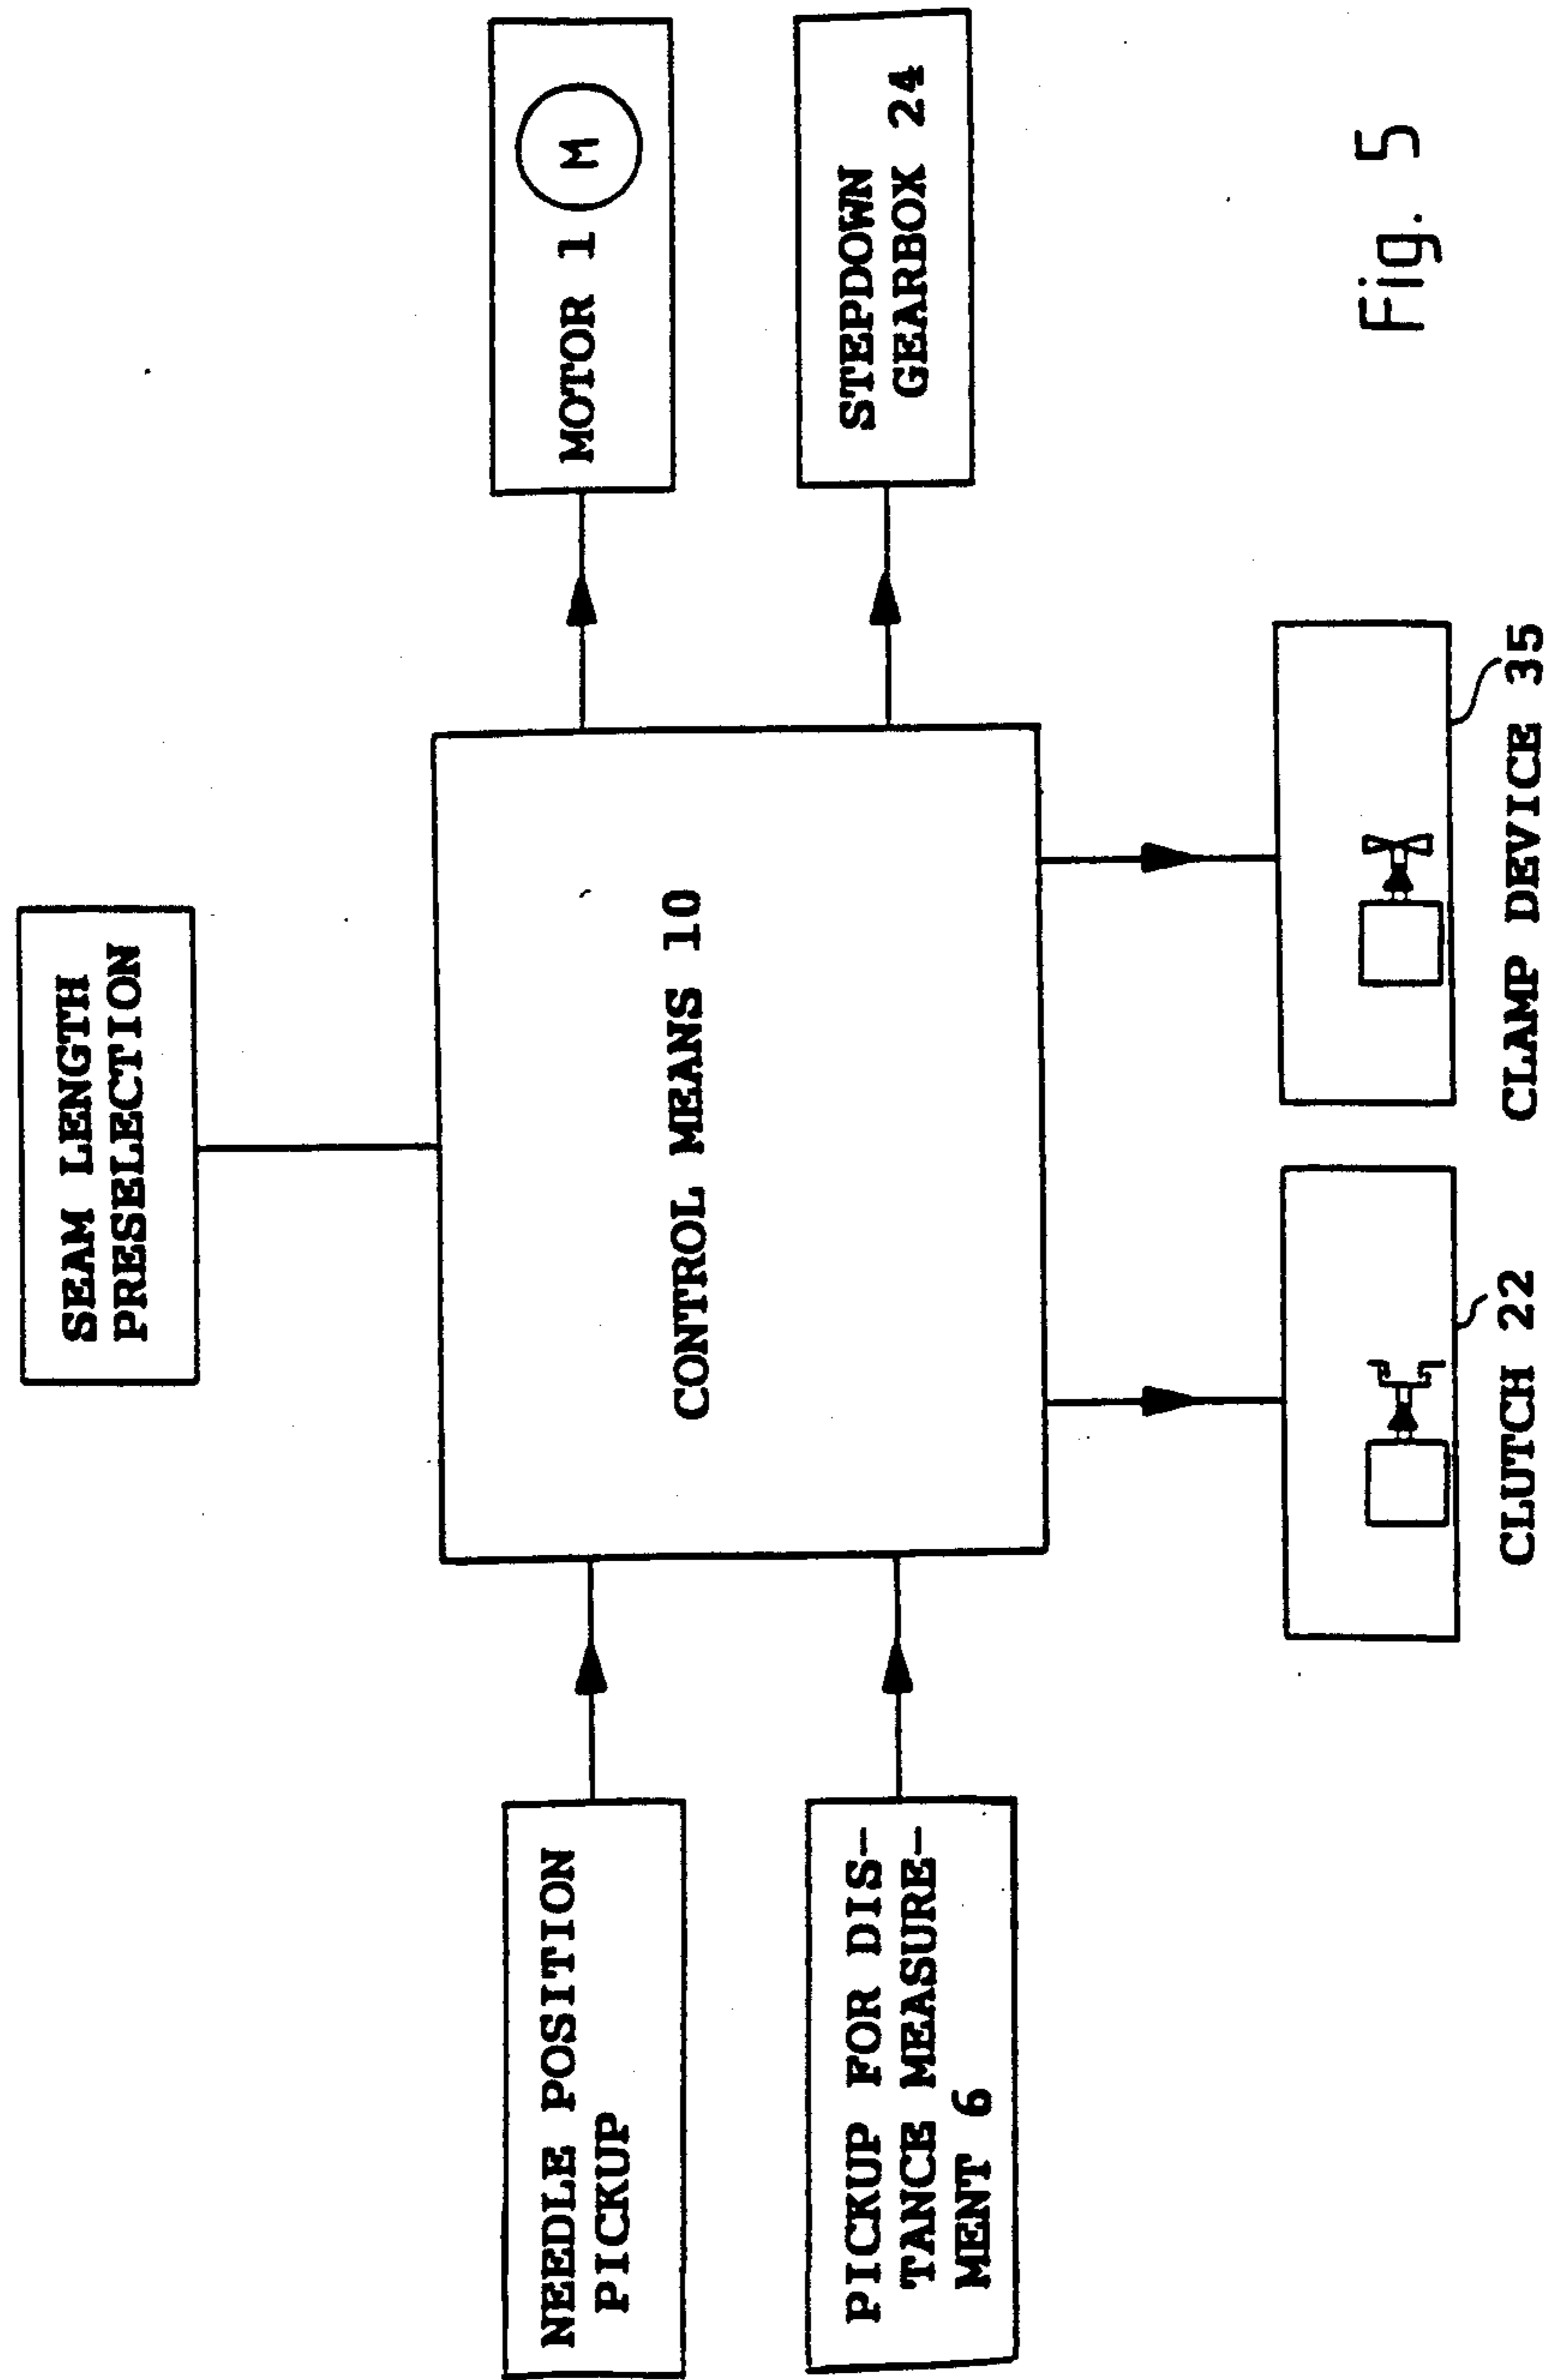 SEAM LENGTH
PRESELECTION
NEEDLE POSITION
PICKUP
PICKUP FOR DIS-
TANCE MEASURE-
MENT 6
CONTROL MEANS 10
MOTOR 1 M
STEPDOWN
GEARBOX 24
CLUTCH 22
CLAMP DEVICE 35
Fig. 5